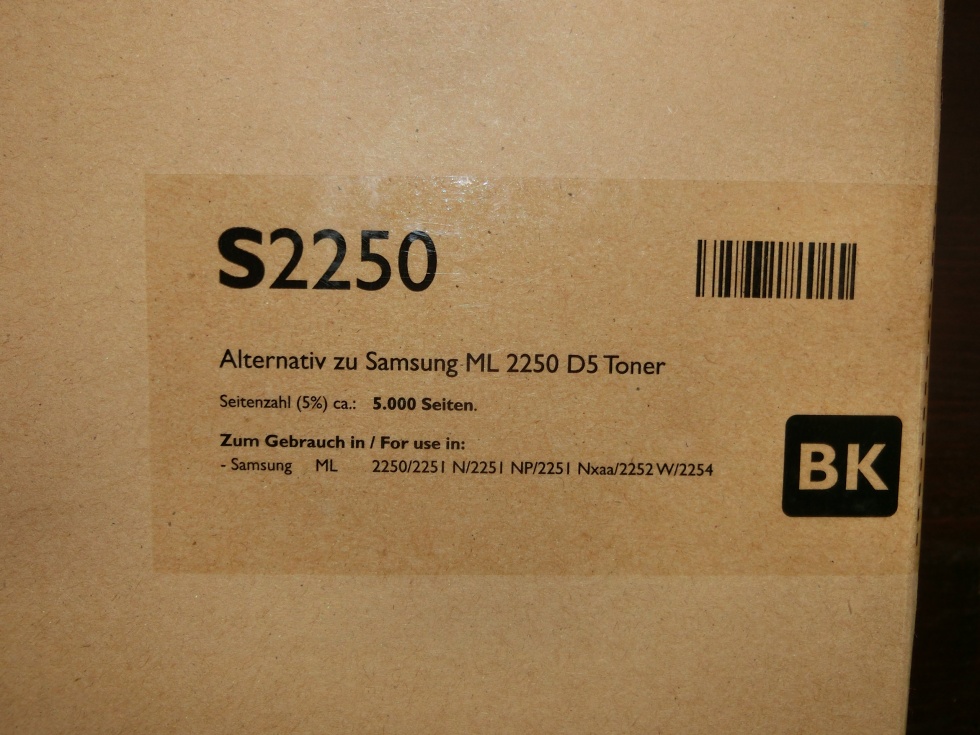 S2250
Alternativ zu Samsung ML 2250 D5 Toner
Seitenzahl (5%) ca.: 5.000 Seiten.
Zum Gebrauch in / For use in:
- Samsung ML 2250/2251 N/2251 NP/2251 Nxaa/2252 W/2254
BK